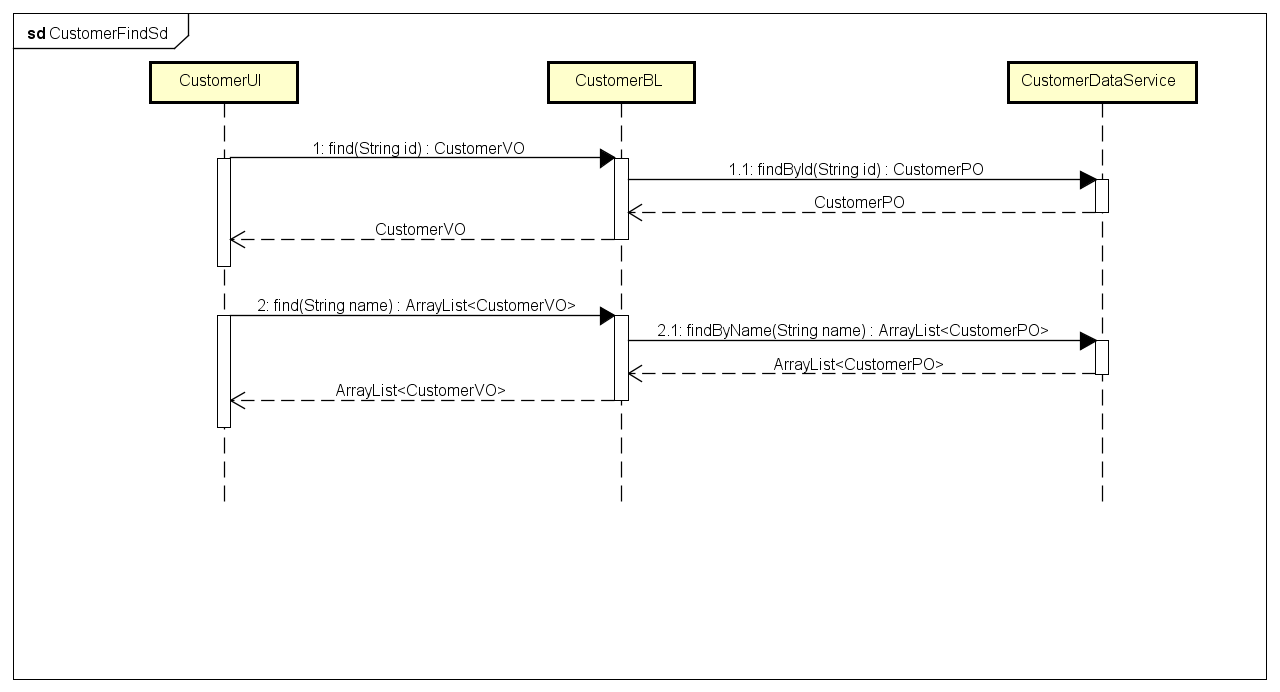 sd CustomerFindSd
CustomerUI
CustomerBL
CustomerDataService
1: find(String id) : CustomerVO
1.1: findById(String id) : CustomerPO
CustomerPO
CustomerVO
2: find(String name) : ArrayList<CustomerVO>
2.1: findByName(String name) : ArrayList<CustomerPO>
ArrayList<CustomerPO>
ArrayList<CustomerVO>